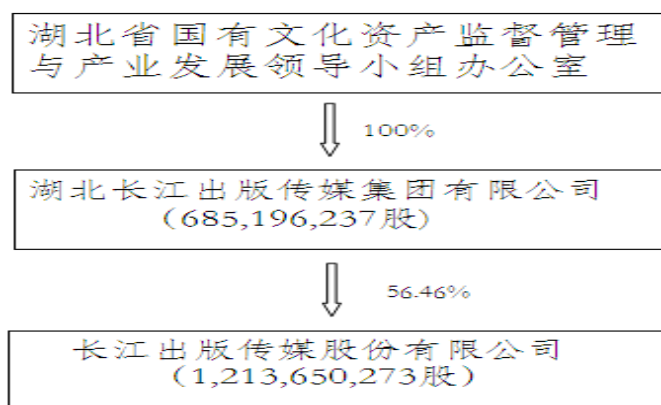 湖北省国有文化资产监督管理
与产业发展领导小组办公室
100%
湖北长江出版传媒集团有限公司
(685,196,237股)
56.46%
长江出版传媒股份有限公司
(1,213,650,273股)